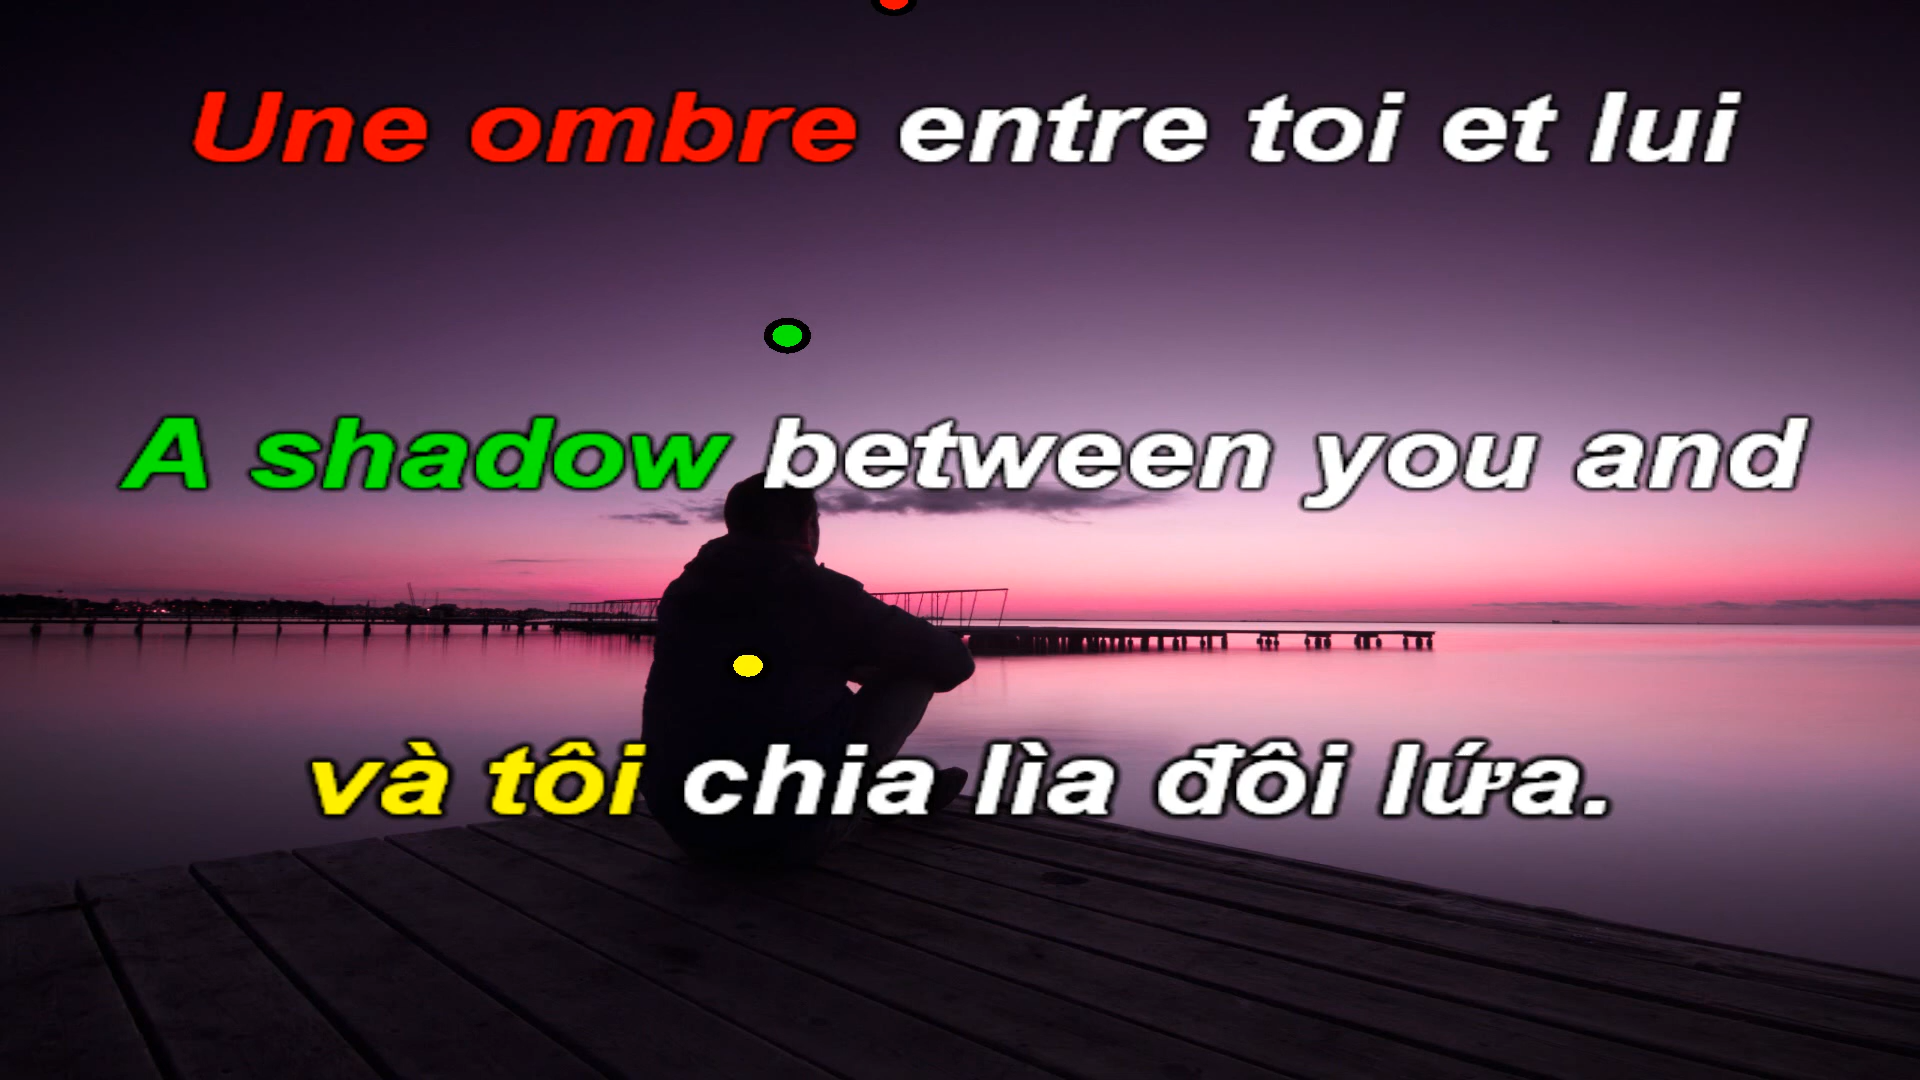 Une ombre entre toi et lui
A shadow between you and
và tôi chia lìa đôi lứa.